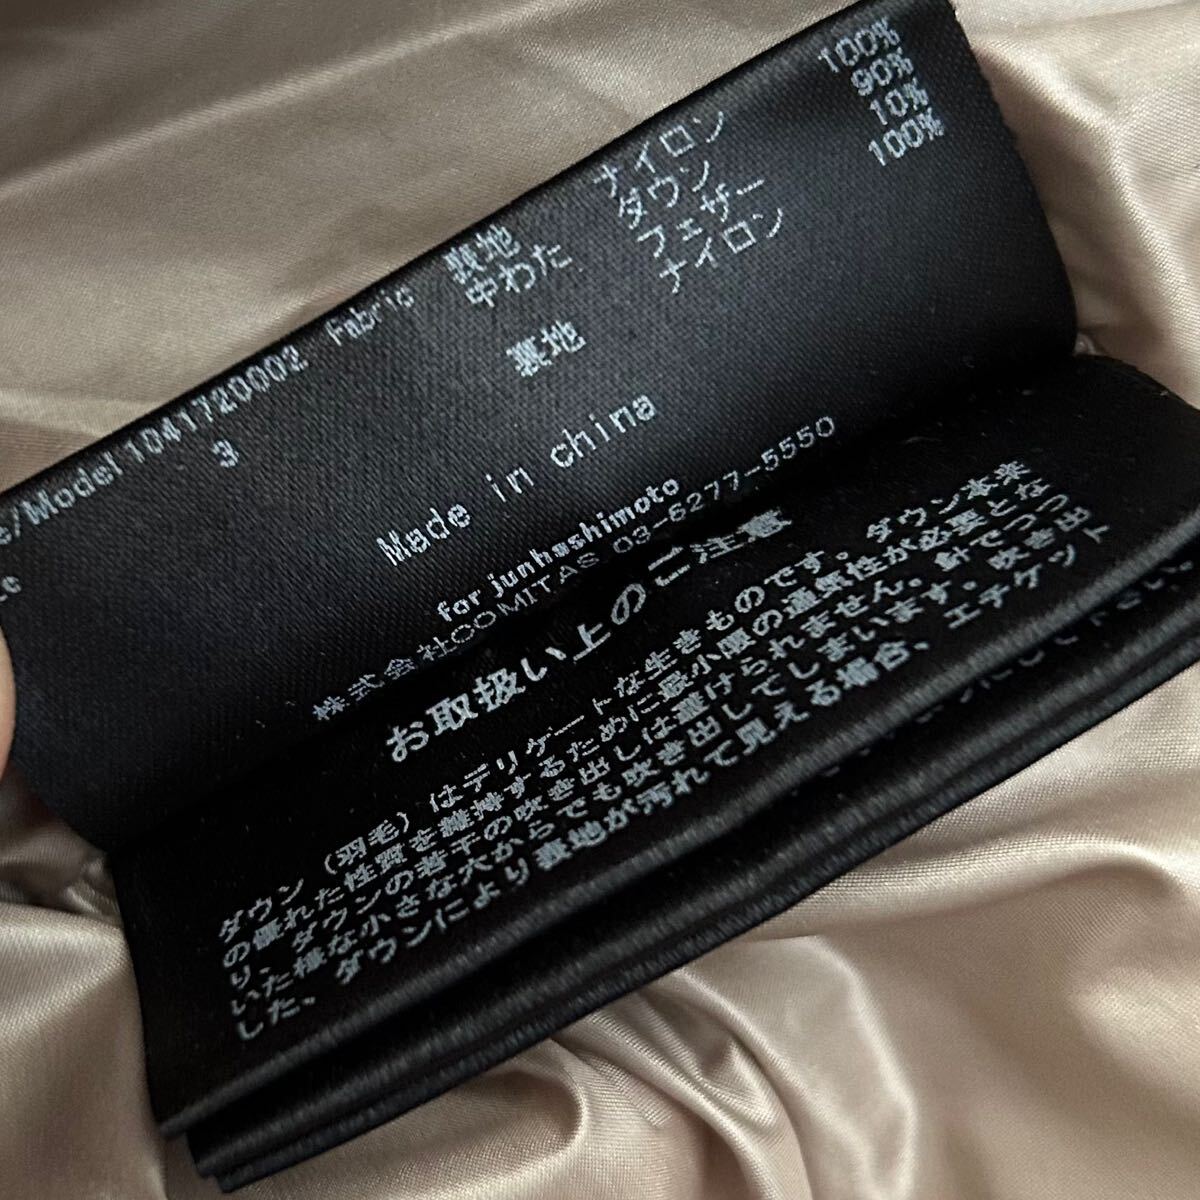 e/Model 1041720002 Fabric 表地 ナイロン 100%
ze 3 中わた ダウン 90%
フェザー 10%
裏地 ナイロン 100%
Made in china
for junhashimoto
株式会社COMITAS 03-6277-5550
お取扱い上のご注意
ダウン(羽毛)はデリケートな生きものです。ダウン本来
の優れた性質を維持するために最小限の通気性が必要とな
り、ダウンの若干の吹き出しは避けられません。針でつつ
いた様な小さな穴からでも吹き出してしまいます。吹き出
した、ダウンにより表地が汚れて見える場合、エチケット